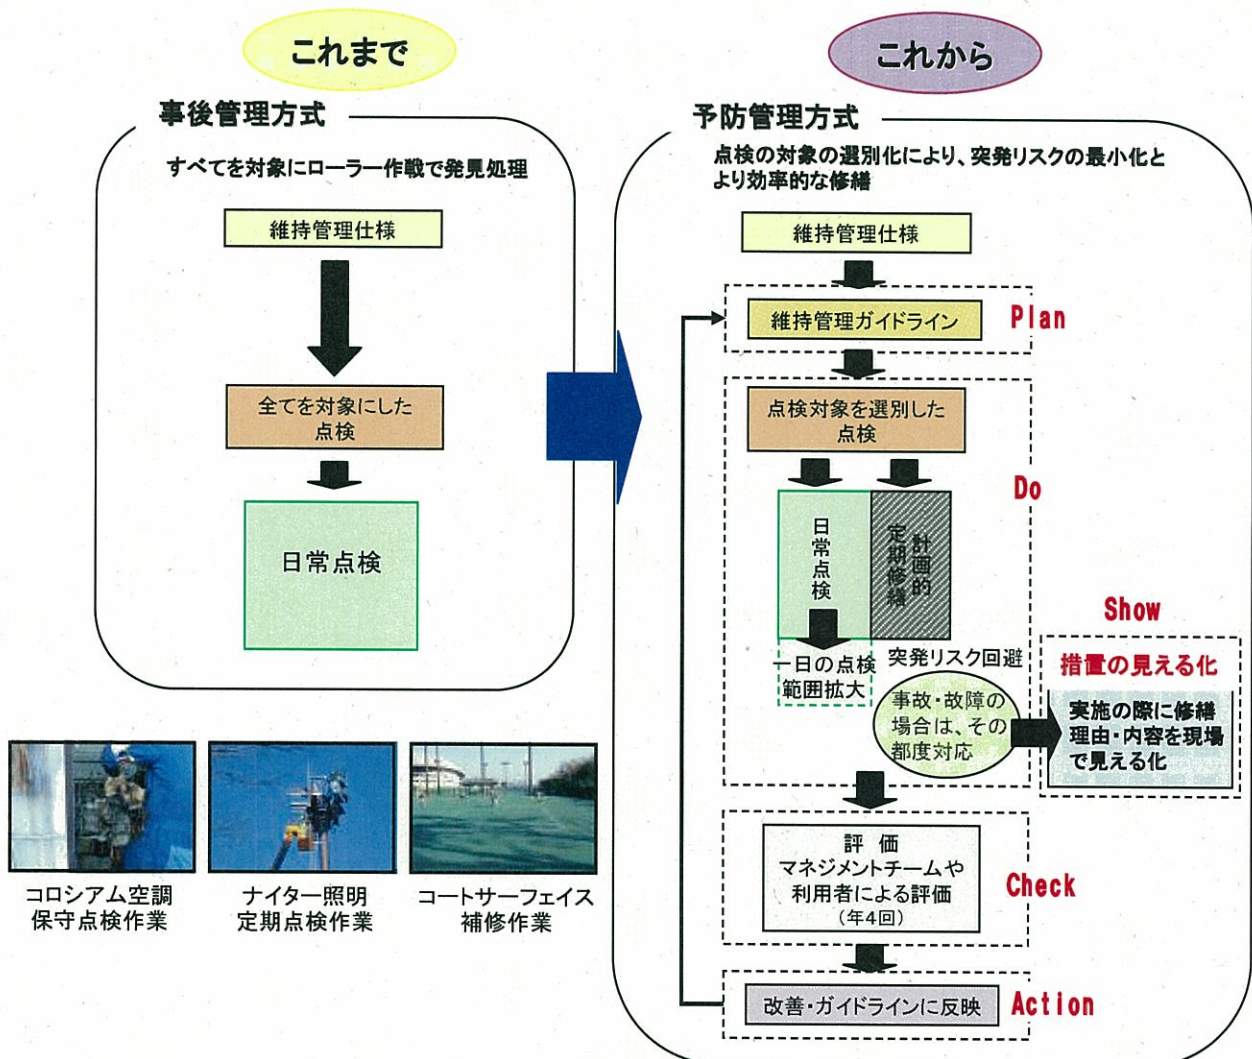 これまで
事後管理方式
すべてを対象にローラー作戦で発見処理
維持管理仕様
全てを対象にした
点検
日常点検
コロシアム空調
保守点検作業
ナイター照明
定期点検作業
コートサーフェイス
補修作業
これから
予防管理方式
点検の対象の選別化により、突発リスクの最小化と
より効率的な修繕
維持管理仕様
維持管理ガイドライン
Plan
点検対象を選別した
点検
Do
日常点検
計画的
定期修繕
一日の点検
範囲拡大
突発リスク回避
事故・故障の
場合は、その
都度対応
Show
措置の見える化
実施の際に修繕
理由・内容を現場
で見える化
評 価
マネジメントチームや
利用者による評価
（年4回）
Check
改善・ガイドラインに反映
Action